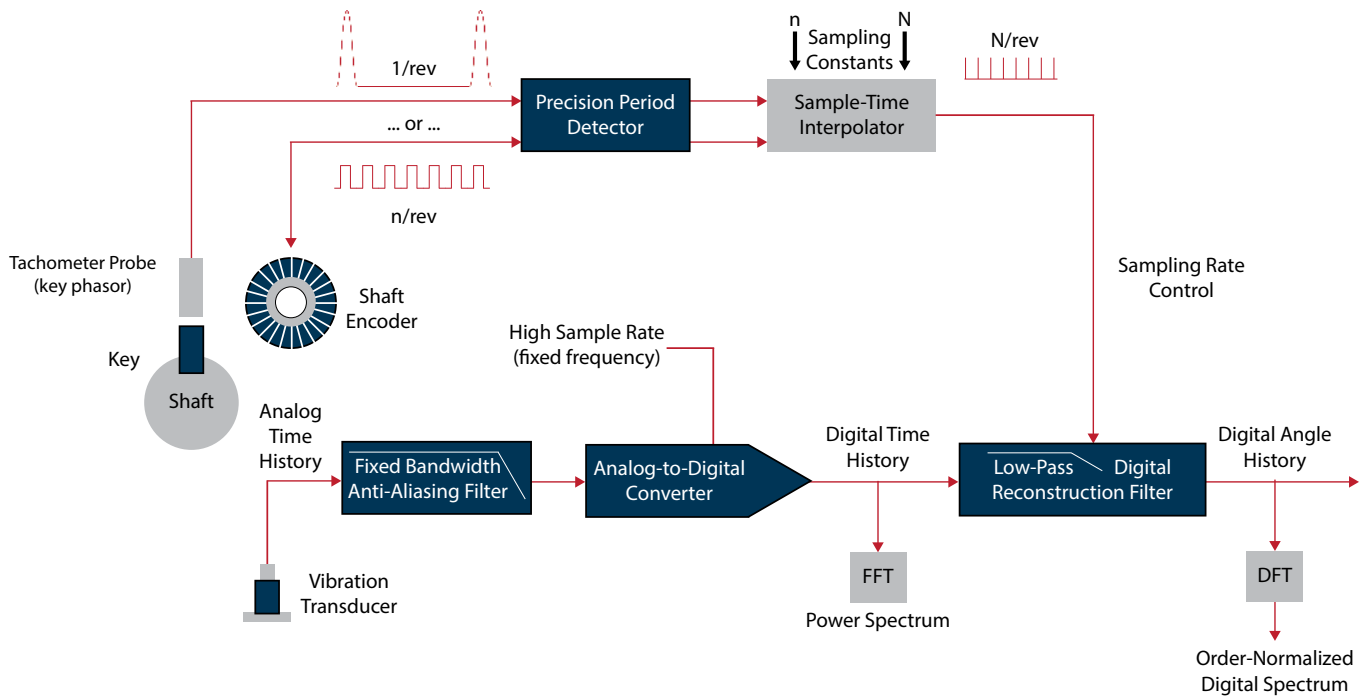 n
N
Sampling
Constants
N/rev
1/rev
Precision Period
Detector
Sample-Time
Interpolator
... or ...
n/rev
Tachometer Probe
(key phasor)
Shaft
Encoder
Sampling Rate
Control
Key
Shaft
High Sample Rate
(fixed frequency)
Analog
Time
History
Fixed Bandwidth
Anti-Aliasing Filter
Analog-to-Digital
Converter
Digital Time
History
Low-Pass Digital
Reconstruction Filter
Digital Angle
History
Vibration
Transducer
FFT
Power Spectrum
DFT
Order-Normalized
Digital Spectrum